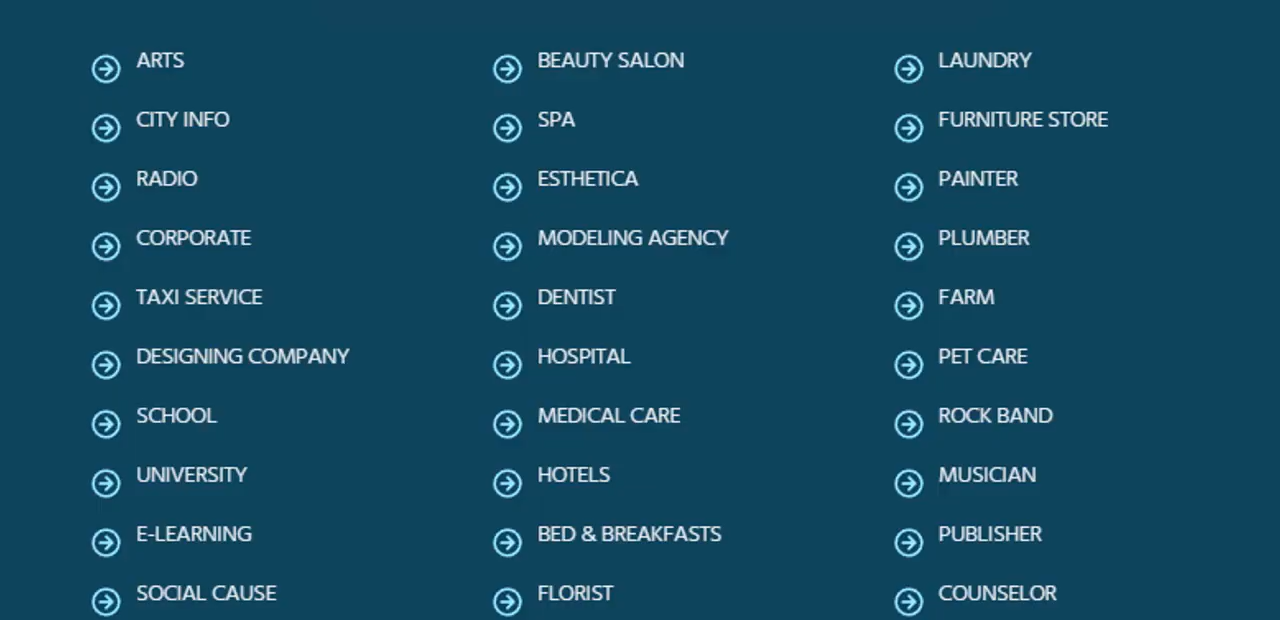 ARTS
CITY INFO
RADIO
CORPORATE
TAXI SERVICE
DESIGNING COMPANY
SCHOOL
UNIVERSITY
E-LEARNING
SOCIAL CAUSE
BEAUTY SALON
SPA
ESTHETICA
MODELING AGENCY
DENTIST
HOSPITAL
MEDICAL CARE
HOTELS
BED & BREAKFASTS
FLORIST
LAUNDRY
FURNITURE STORE
PAINTER
PLUMBER
FARM
PET CARE
ROCK BAND
MUSICIAN
PUBLISHER
COUNSELOR